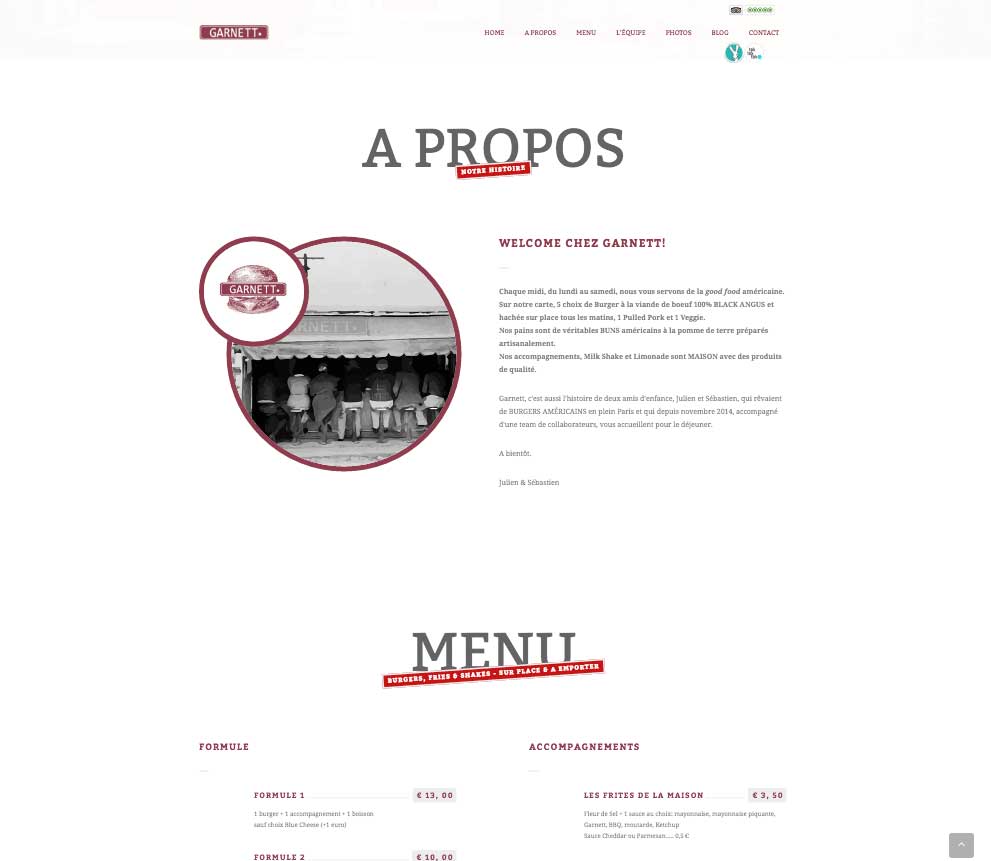 GARNETT
HOME A PROPOS MENU L'ÉQUIPE PHOTOS BLOG CONTACT
A PROPOS
NOTRE HISTOIRE
GARNETT
WELCOME CHEZ GARNETT!
Chaque midi, du lundi au samedi, nous vous servons de la good food américaine.
Sur notre carte, 5 choix de Burger à la viande de boeuf 100% BLACK ANGUS et
hachée sur place tous les matins, 1 Pulled Pork et 1 Veggie.
Nos pains sont de véritables BUNS américains à la pomme de terre préparés
artisanalement.
Nos accompagnements, Milk Shake et Limonade sont MAISON avec des produits
de qualité.
Garnett, c'est aussi l'histoire de deux amis d'enfance, Julien et Sébastien, qui rêvaient
de BURGERS AMÉRICAINS en plein Paris et qui depuis novembre 2014, accompagné
d'une team de collaborateurs, vous accueillent pour le déjeuner.
A bientôt.
Julien & Sébastien
MENU
BURGERS, FRIES & SHAKES - SUR PLACE & A EMPORTER
FORMULE
FORMULE 1 € 13, 00
1 burger + 1 accompagnement + 1 boisson
sauf choix Blue Cheese (+1 euro)
FORMULE 2 € 10, 00
ACCOMPAGNEMENTS
LES FRITES DE LA MAISON € 3, 50
Fleur de Sel + 1 sauce au choix: mayonnaise, mayonnaise piquante,
Garnett, BBQ, moutarde, Ketchup
Sauce Cheddar ou Parmesan..... 0,5 €